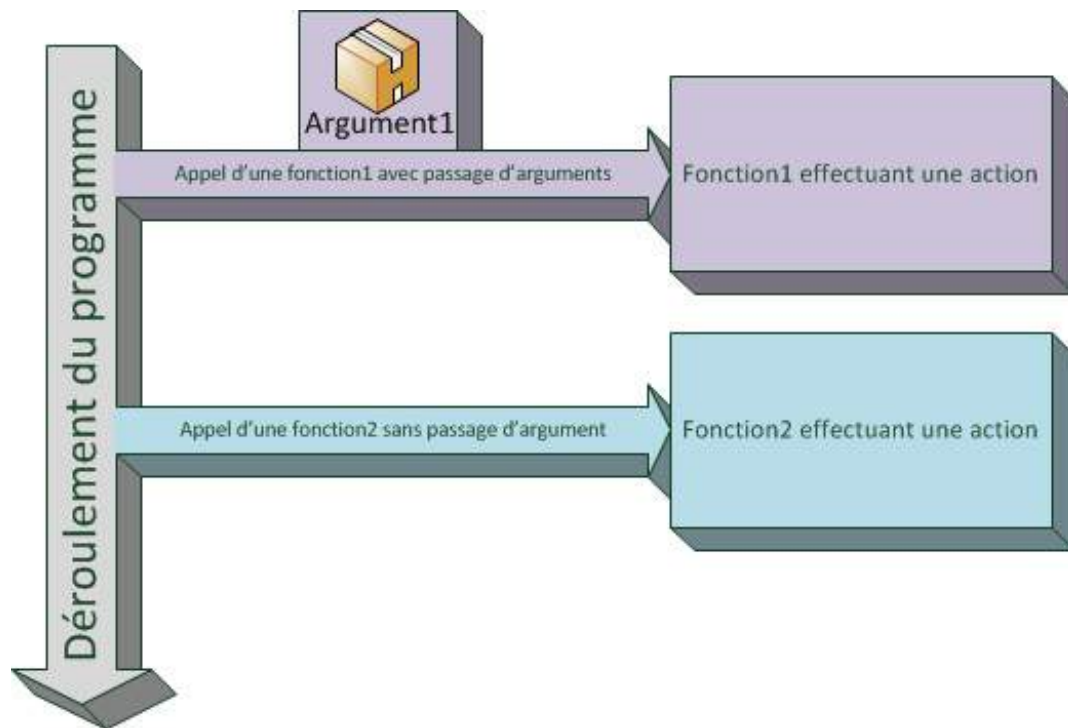 Déroulement du programme
Argument1
Appel d'une fonction1 avec passage d'arguments
Fonction1 effectuant une action
Appel d'une fonction2 sans passage d'argument
Fonction2 effectuant une action